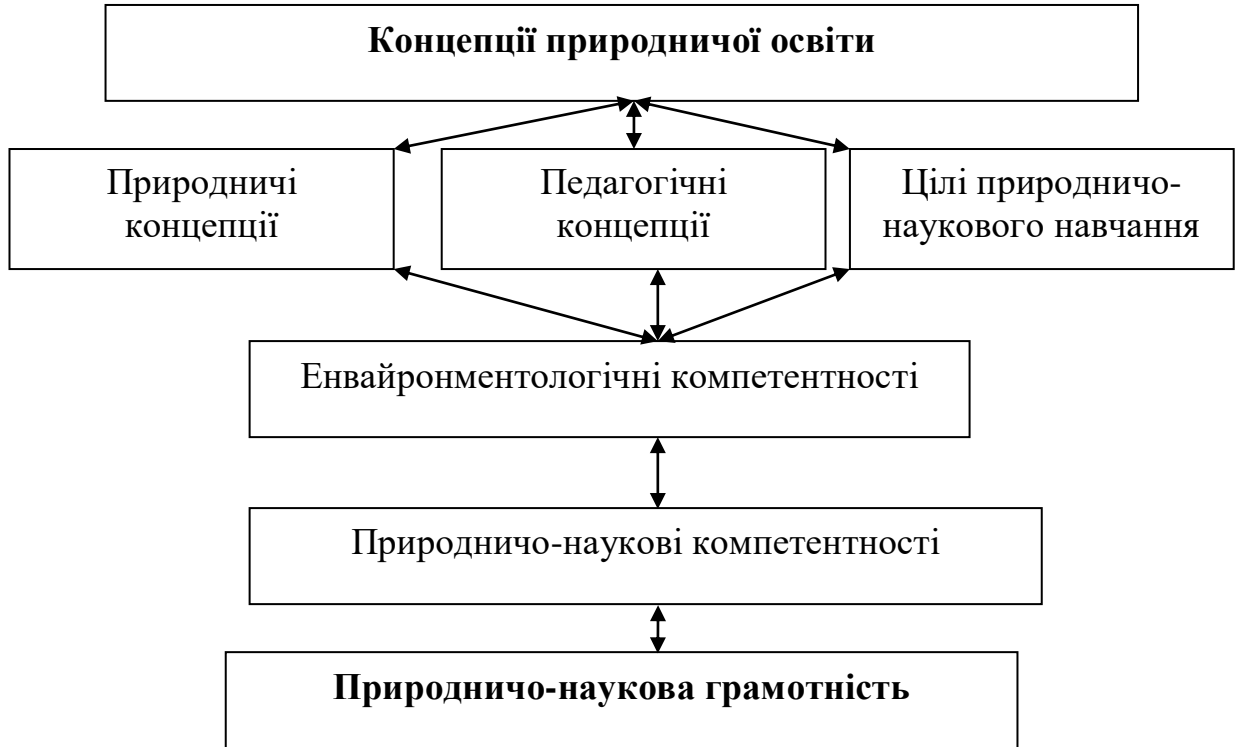 Концепції природничої освіти
Природничі
концепції
Педагогічні
концепції
Цілі природничо-
наукового навчання
Енвайронментологічні компетентності
Природничо-наукові компетентності
Природничо-наукова грамотність